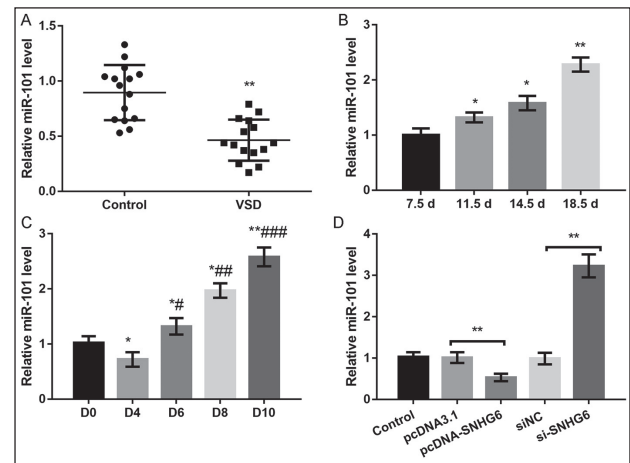 A
Relative miR-101 level
1.5
1.0
0.5
0.0
**
Control
VSD
B
Relative miR-101 level
3
2
1
0
*
*
**
7.5 d
11.5 d
14.5 d
18.5 d
C
Relative miR-101 level
3
2
1
0
*
*#
*##
**###
D0
D4
D6
D8
D10
D
Relative miR-101 level
4
3
2
1
0
**
**
Control
pcDNA3.1
pcDNA-SNHG6
siNC
si-SNHG6